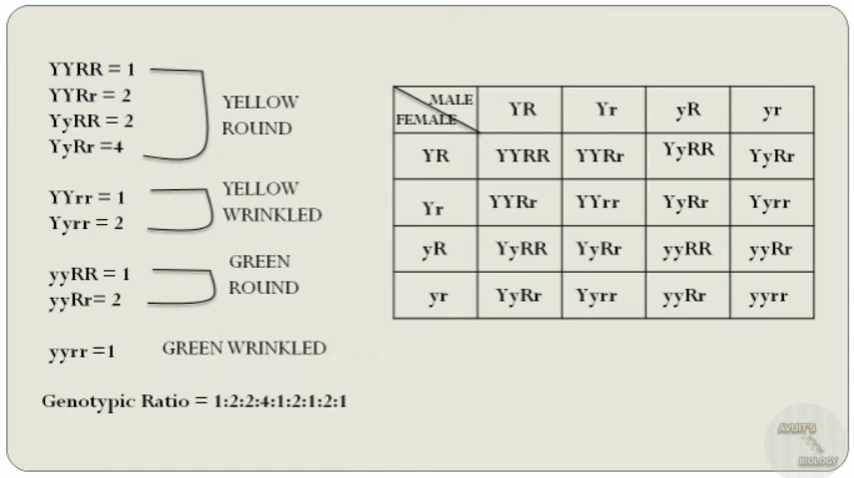 YYRR = 1
YYRr = 2
YyRR = 2
YyRr =4
YELLOW
ROUND
YYrr = 1
Yyrr = 2
YELLOW
WRINKLED
yyRR = 1
yyRr= 2
GREEN
ROUND
yyrr =1 GREEN WRINKLED
Genotypic Ratio = 1:2:2:4:1:2:1:2:1
MALE
FEMALE YR Yr yR yr
YR YYRR YYRr YyRR YyRr
Yr YYRr YYrr YyRr Yyrr
yR YyRR YyRr yyRR yyRr
yr YyRr Yyrr yyRr yyrr
AVIJIT'S
BIOLOGY